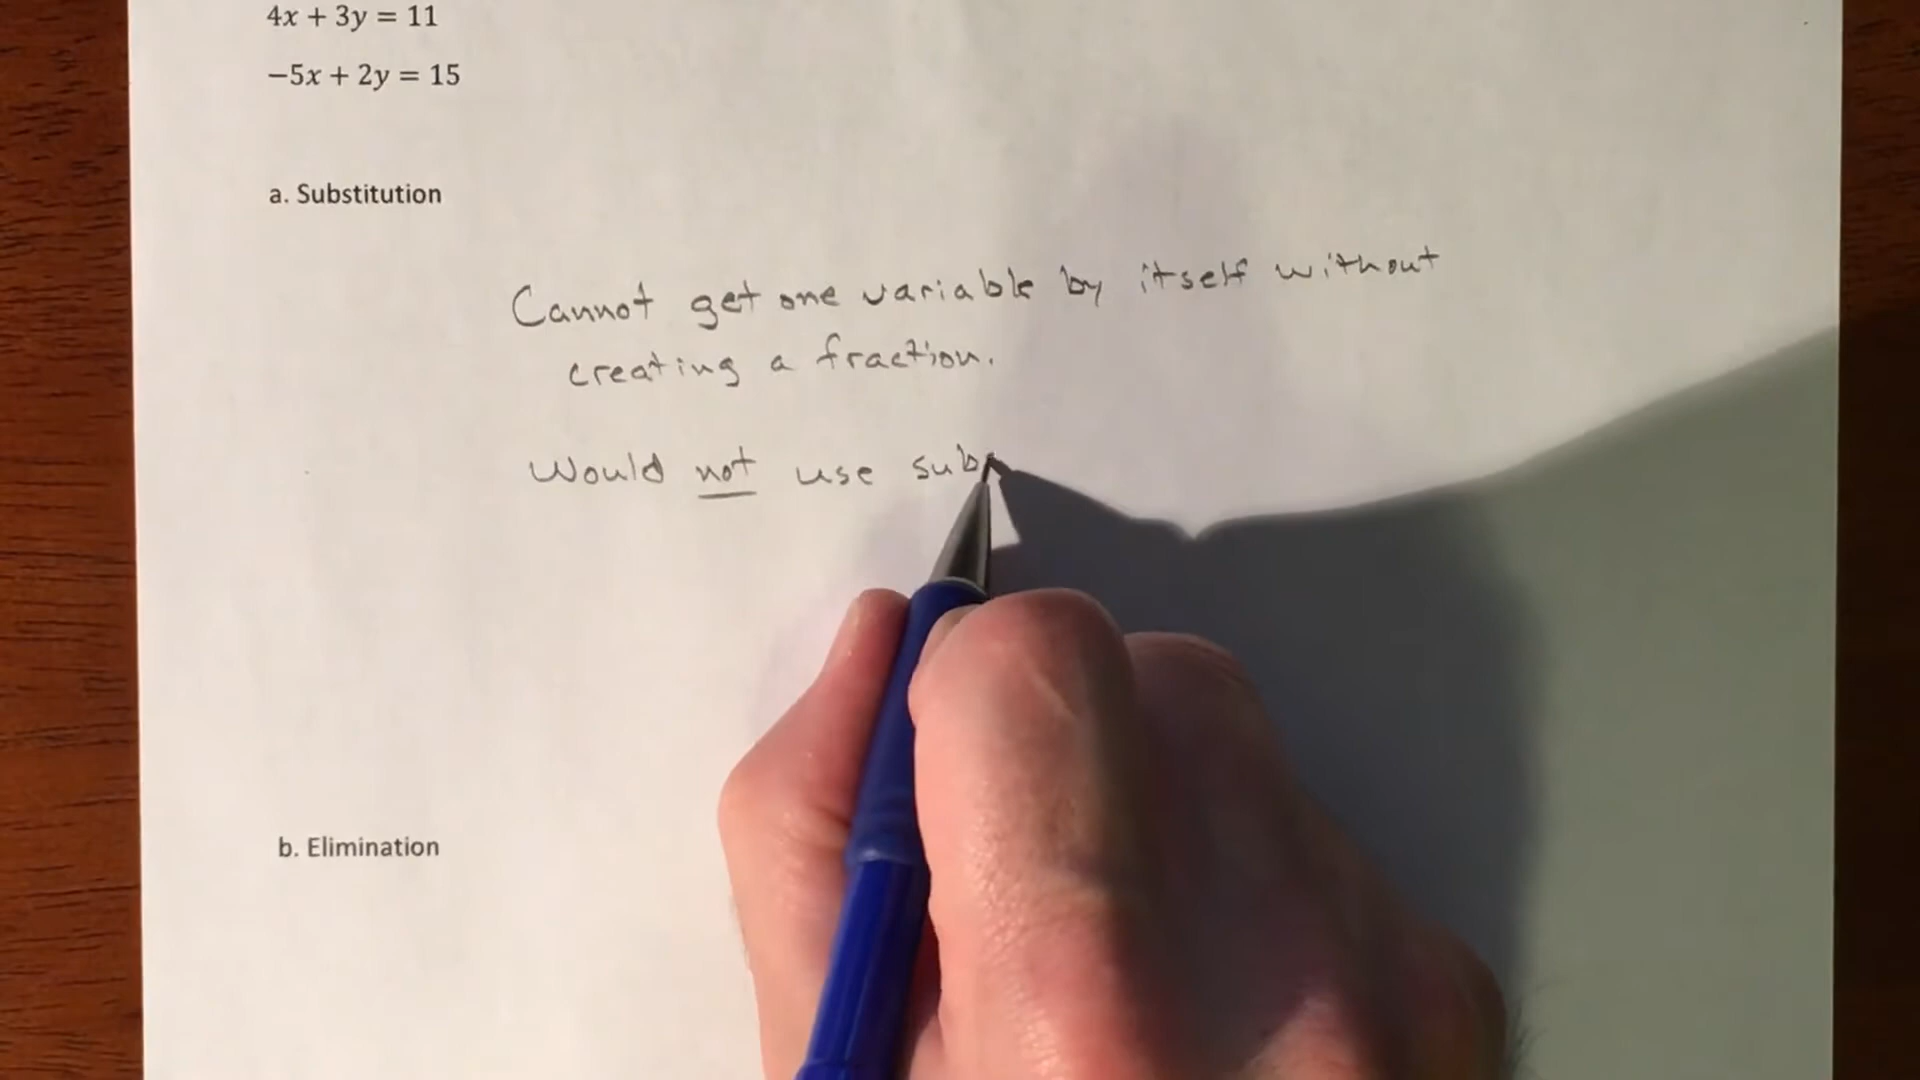 4x + 3y = 11
−5x + 2y = 15
a. Substitution
Cannot get one variable by itself without
creating a fraction.
Would not use subs
b. Elimination